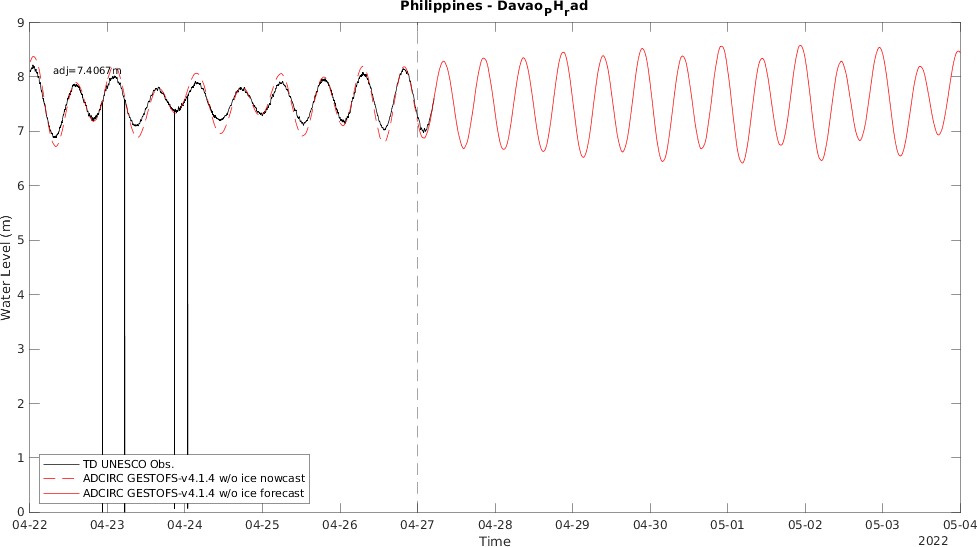 Philippines - Davao_PH_rad
adj=7.4067m
9
8
7
6
5
4
3
2
1
0
Water Level (m)
TD UNESCO Obs.
ADCIRC GESTOFS-v4.1.4 w/o ice nowcast
ADCIRC GESTOFS-v4.1.4 w/o ice forecast
04-22 04-23 04-24 04-25 04-26 04-27 04-28 04-29 04-30 05-01 05-02 05-03 05-04
Time
2022